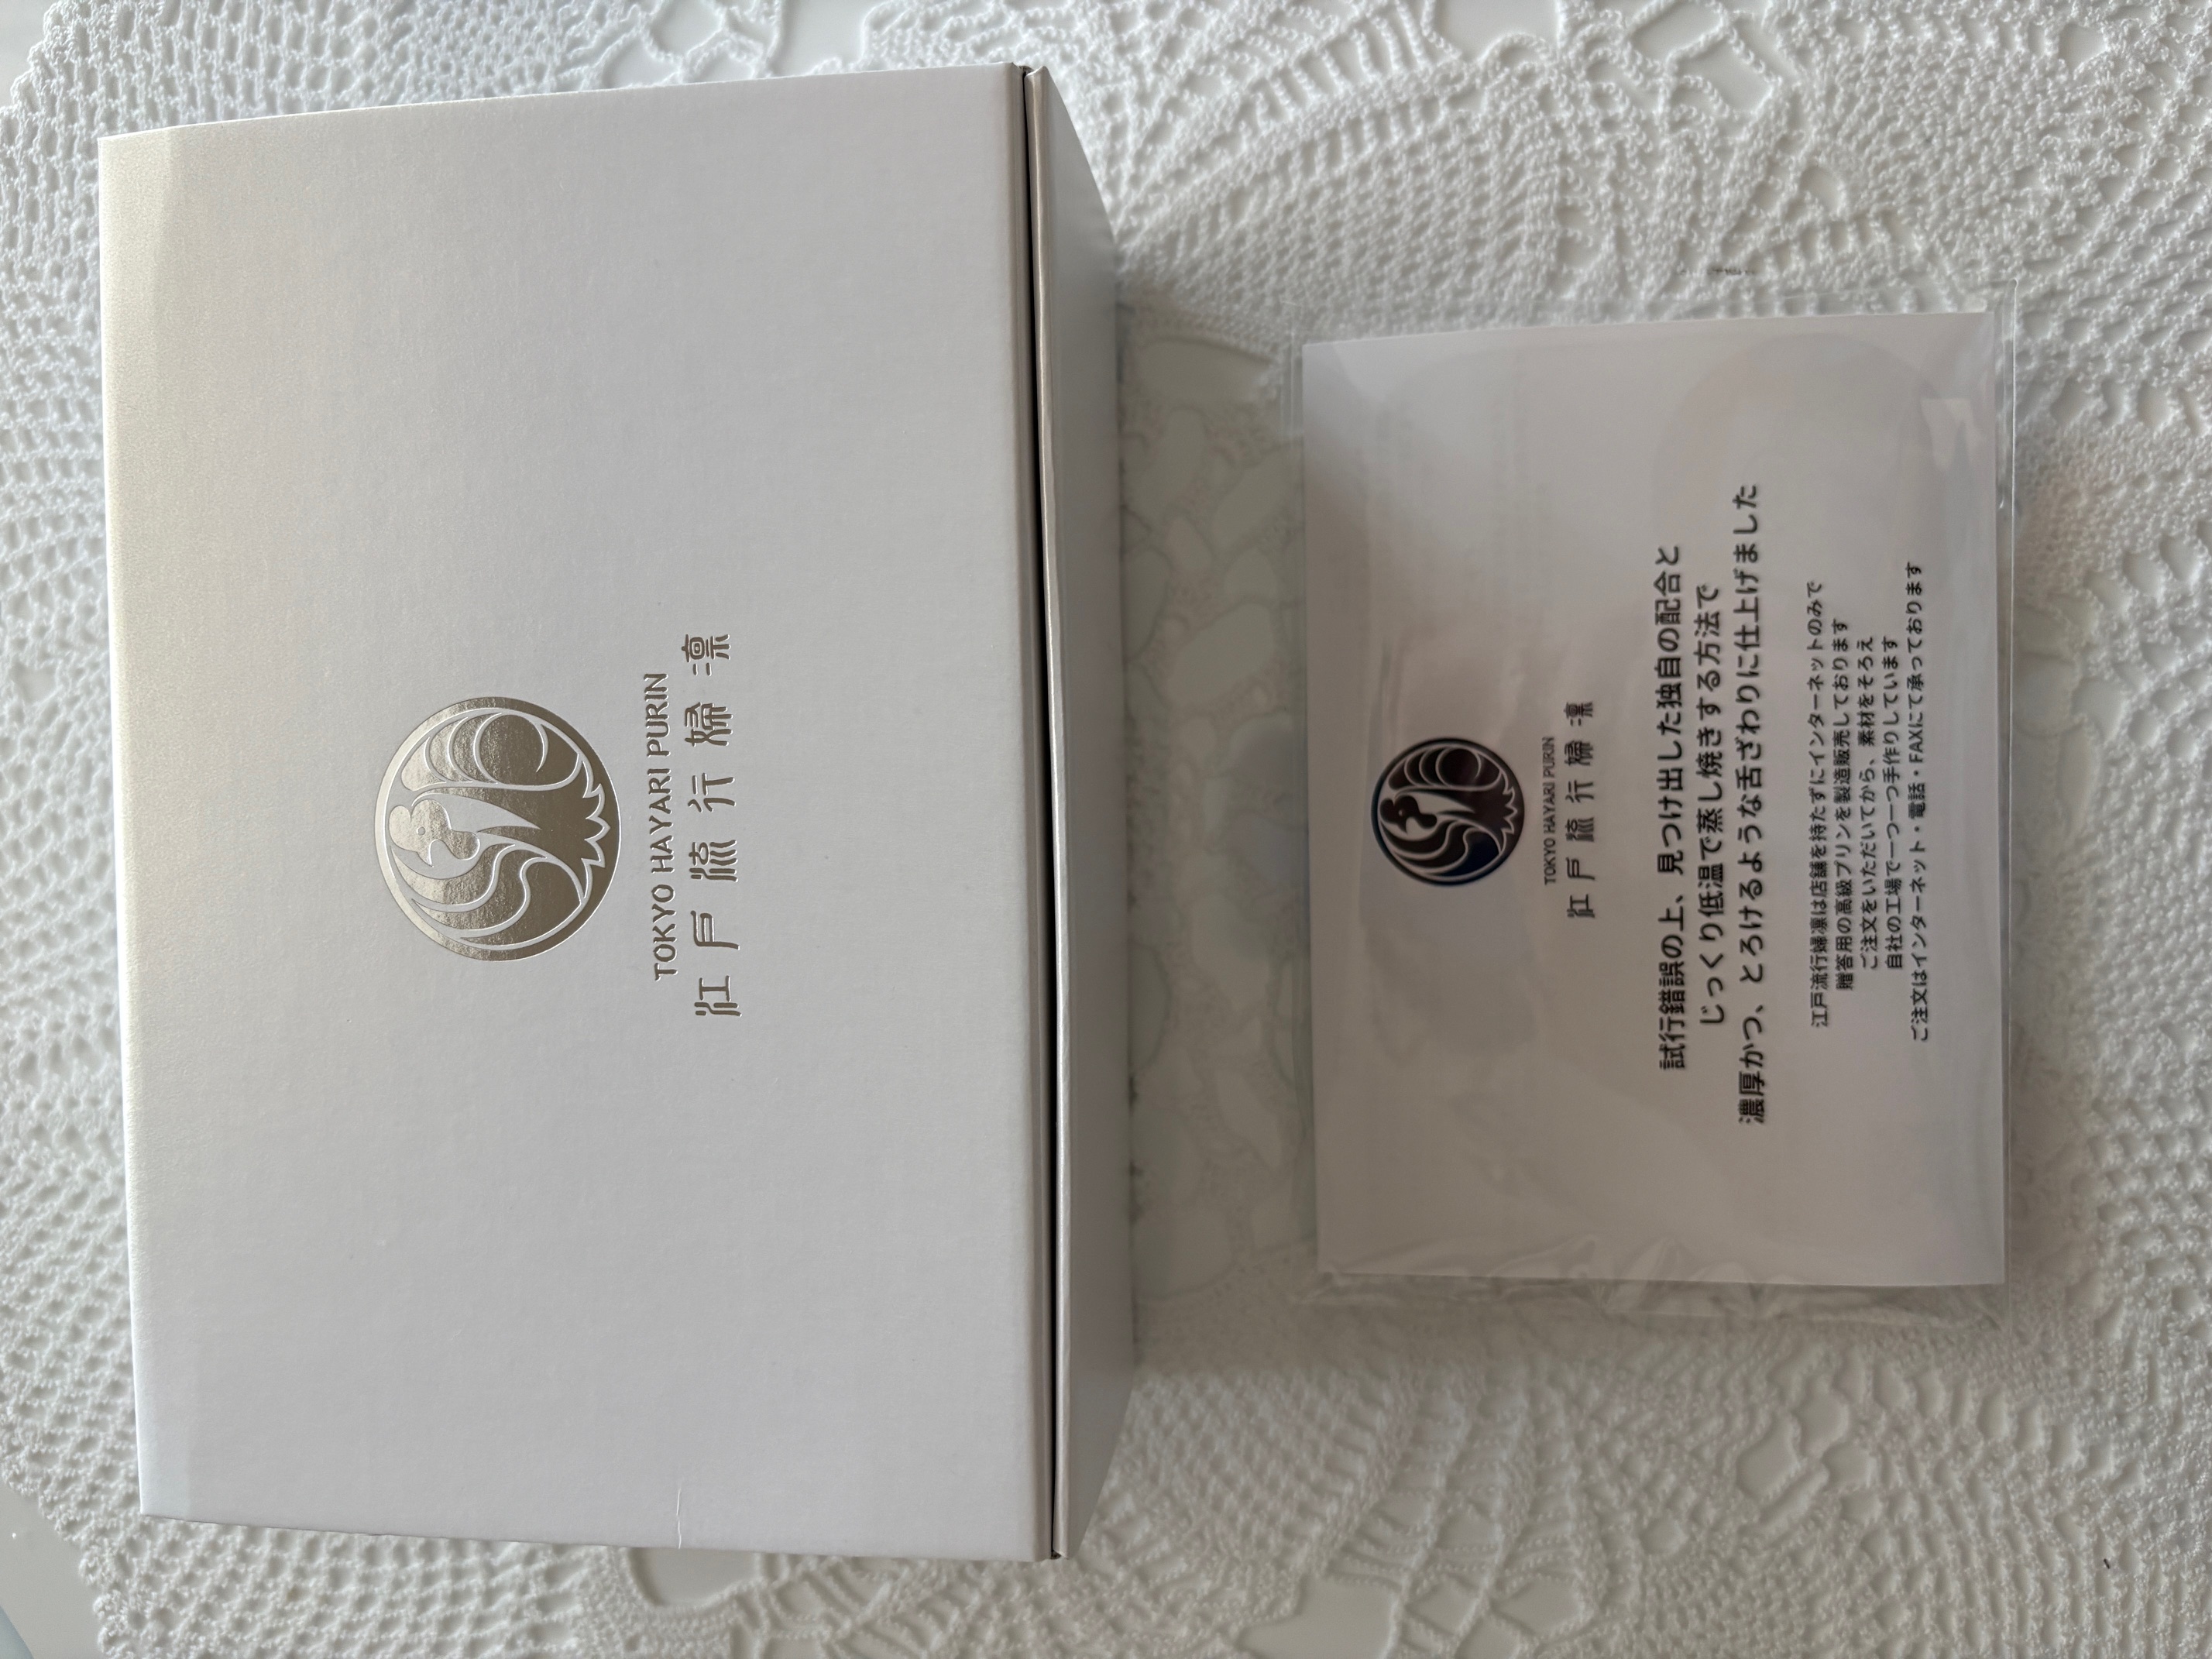 TOKYO HAYARI PURIN
江戸流行婦凛
TOKYO HAYARI PURIN
江戸流行婦凛
試行錯誤の上、見つけ出した独自の配合と
じっくり低温で蒸し焼きする方法で
濃厚かつ、とろけるような舌ざわりに仕上げました
江戸流行婦凛は店舗を持たずにインターネットのみで
贈答用の高級プリンを製造販売しております
ご注文をいただいてから、素材をそろえ
自社の工場で一つ一つ手作りしています
ご注文はインターネット・電話・FAXにて承っております